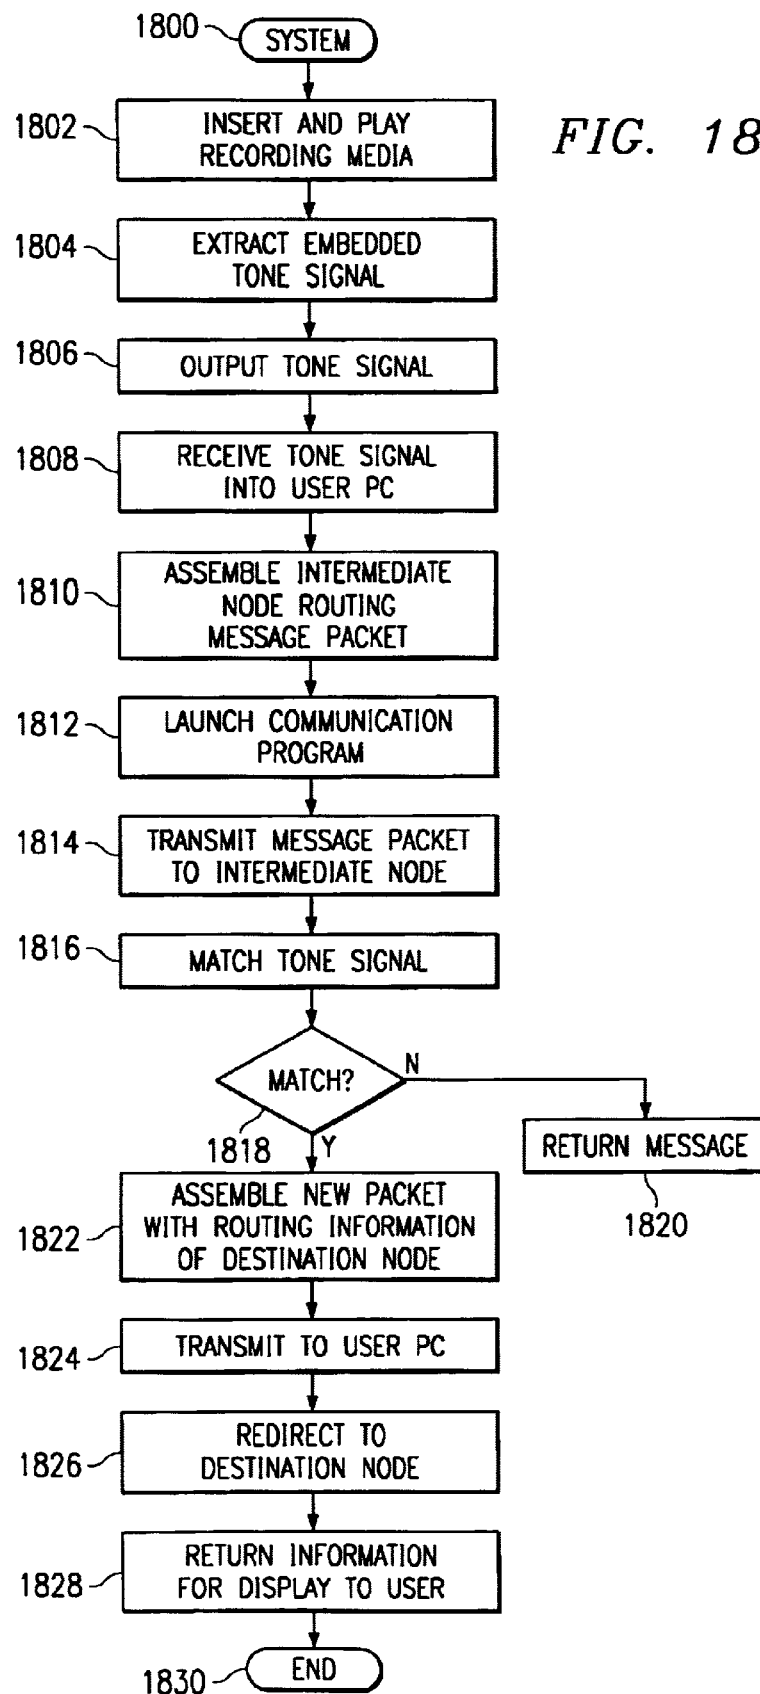 1800
SYSTEM
FIG. 18
1802
INSERT AND PLAY
RECORDING MEDIA
1804
EXTRACT EMBEDDED
TONE SIGNAL
1806
OUTPUT TONE SIGNAL
1808
RECEIVE TONE SIGNAL
INTO USER PC
1810
ASSEMBLE INTERMEDIATE
NODE ROUTING
MESSAGE PACKET
1812
LAUNCH COMMUNICATION
PROGRAM
1814
TRANSMIT MESSAGE PACKET
TO INTERMEDIATE NODE
1816
MATCH TONE SIGNAL
MATCH?
N
1818
Y
RETURN MESSAGE
1820
1822
ASSEMBLE NEW PACKET
WITH ROUTING INFORMATION
OF DESTINATION NODE
1824
TRANSMIT TO USER PC
1826
REDIRECT TO
DESTINATION NODE
1828
RETURN INFORMATION
FOR DISPLAY TO USER
1830
END